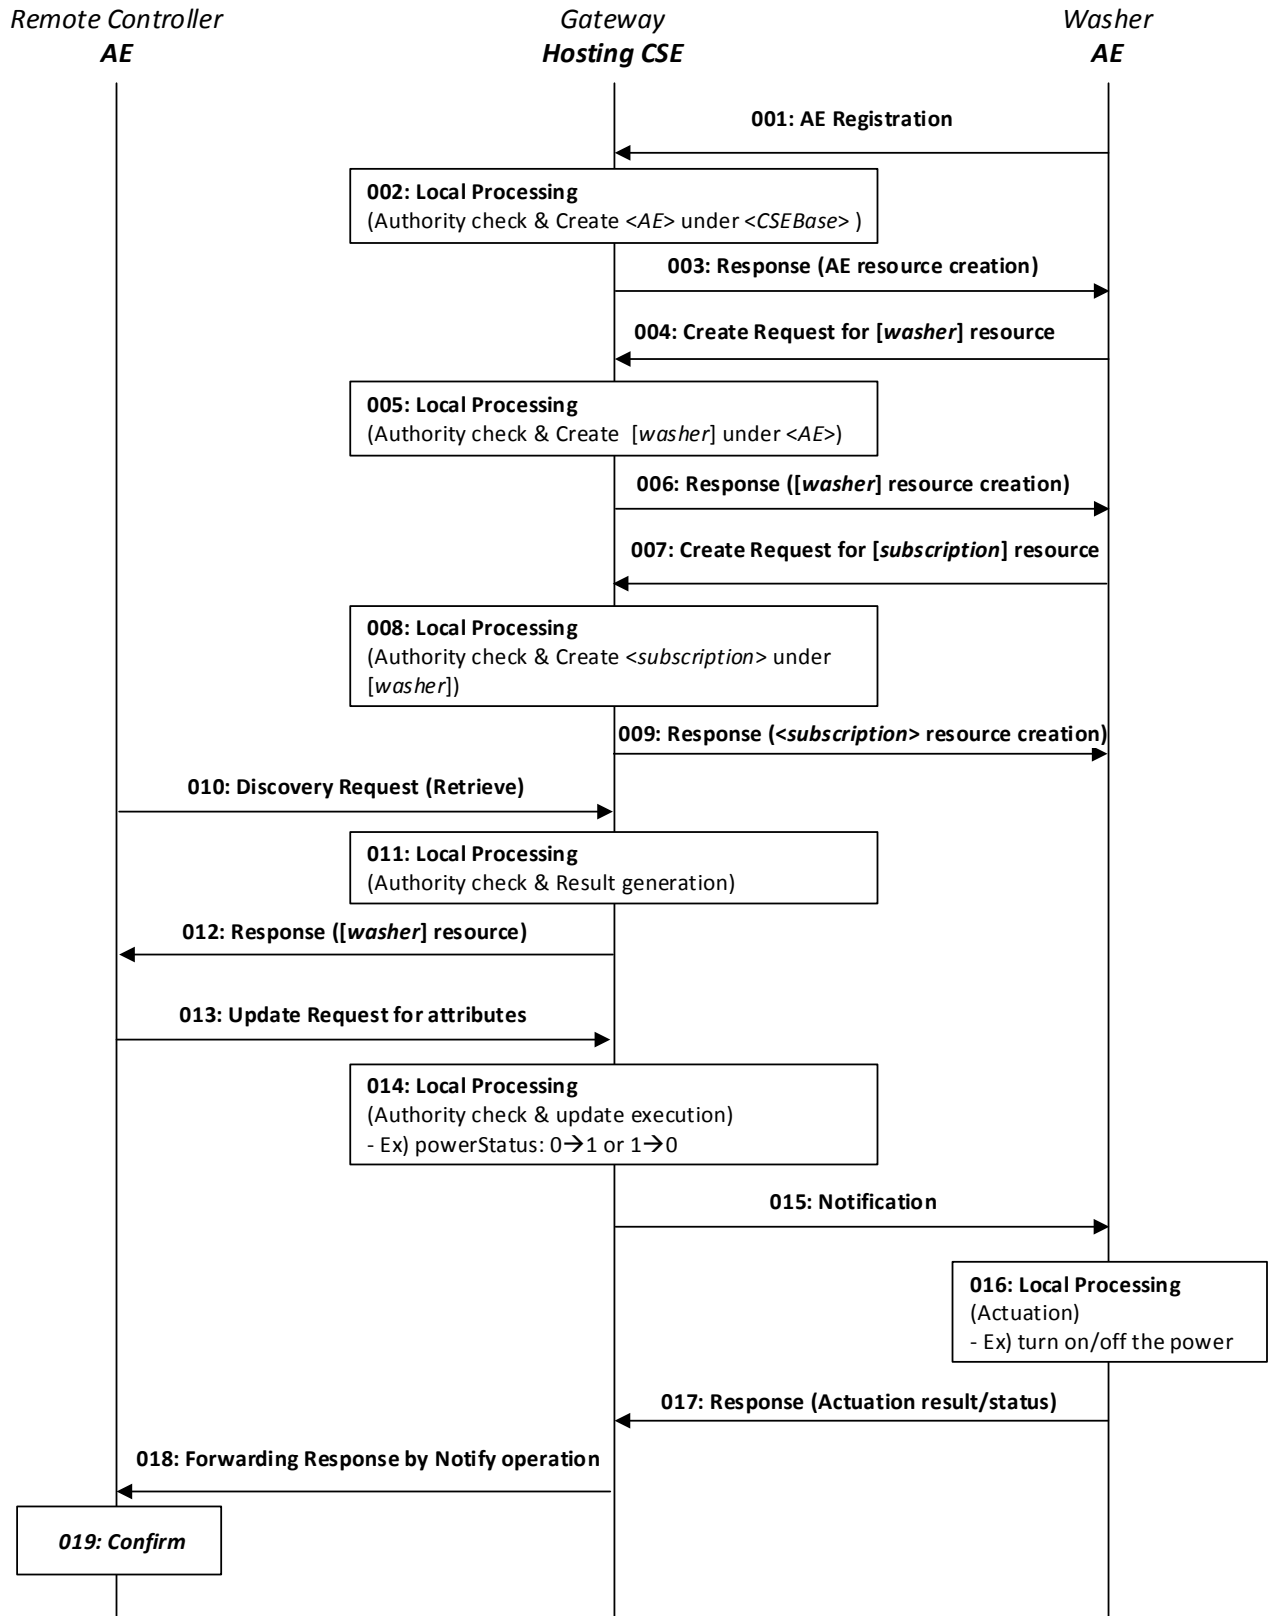 Remote Controller
AE
Gateway
Hosting CSE
Washer
AE
001: AE Registration
002: Local Processing
(Authority check & Create <AE> under <CSEBase> )
003: Response (AE resource creation)
004: Create Request for [washer] resource
005: Local Processing
(Authority check & Create [washer] under <AE>)
006: Response ([washer] resource creation)
007: Create Request for [subscription] resource
008: Local Processing
(Authority check & Create <subscription> under
[washer])
009: Response (<subscription> resource creation)
010: Discovery Request (Retrieve)
011: Local Processing
(Authority check & Result generation)
012: Response ([washer] resource)
013: Update Request for attributes
014: Local Processing
(Authority check & update execution)
- Ex) powerStatus: 0→1 or 1→0
015: Notification
016: Local Processing
(Actuation)
- Ex) turn on/off the power
017: Response (Actuation result/status)
018: Forwarding Response by Notify operation
019: Confirm